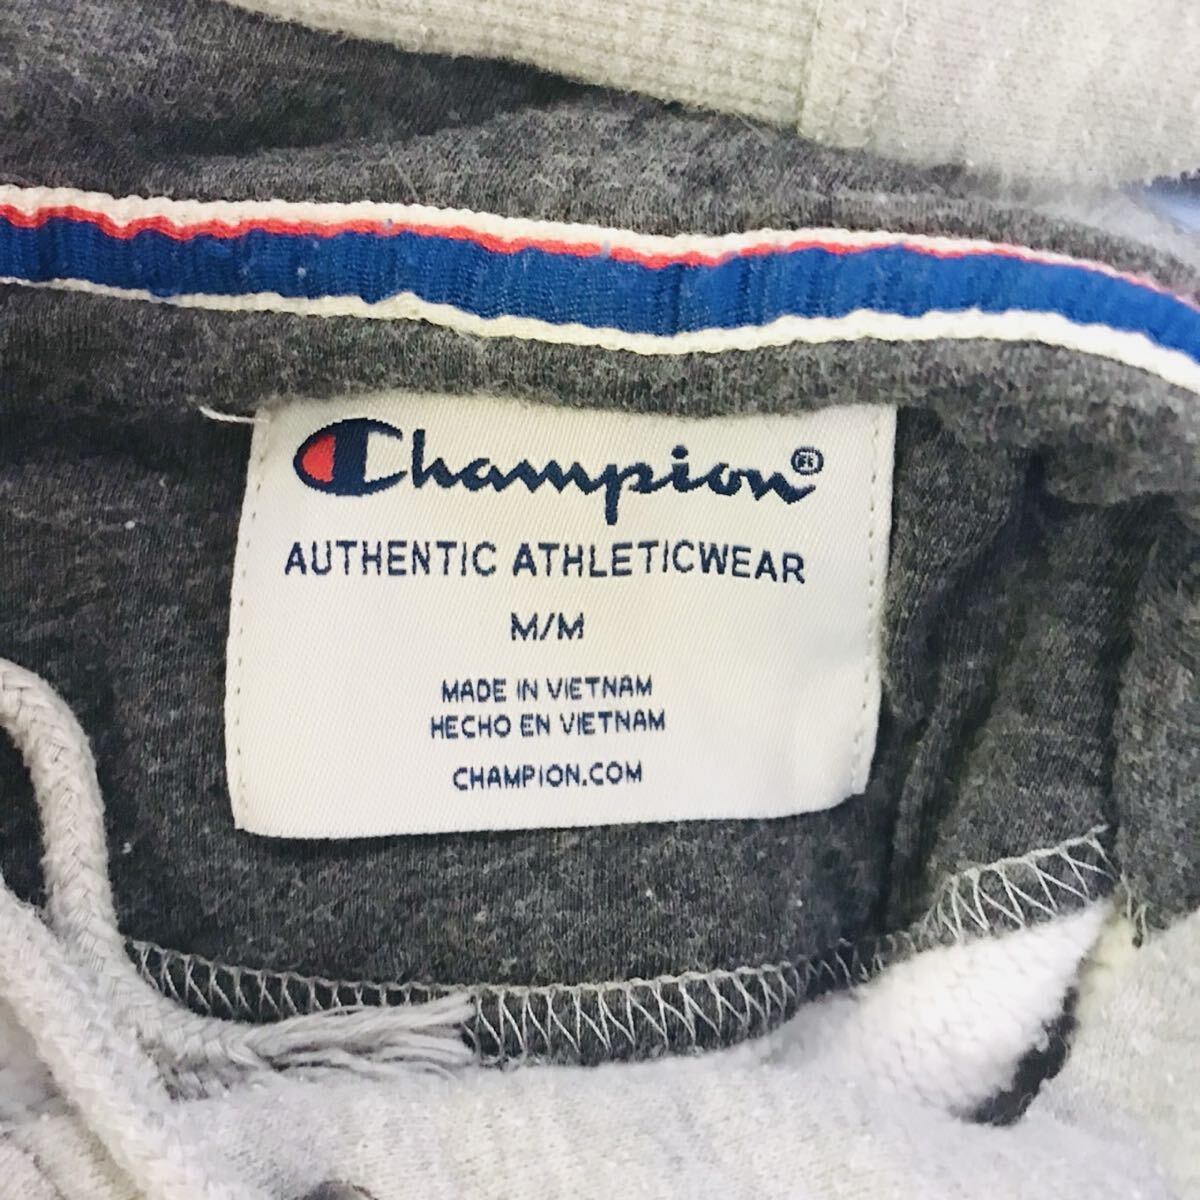 Champion®
AUTHENTIC ATHLETICWEAR
M/M
MADE IN VIETNAM
HECHO EN VIETNAM
CHAMPION.COM